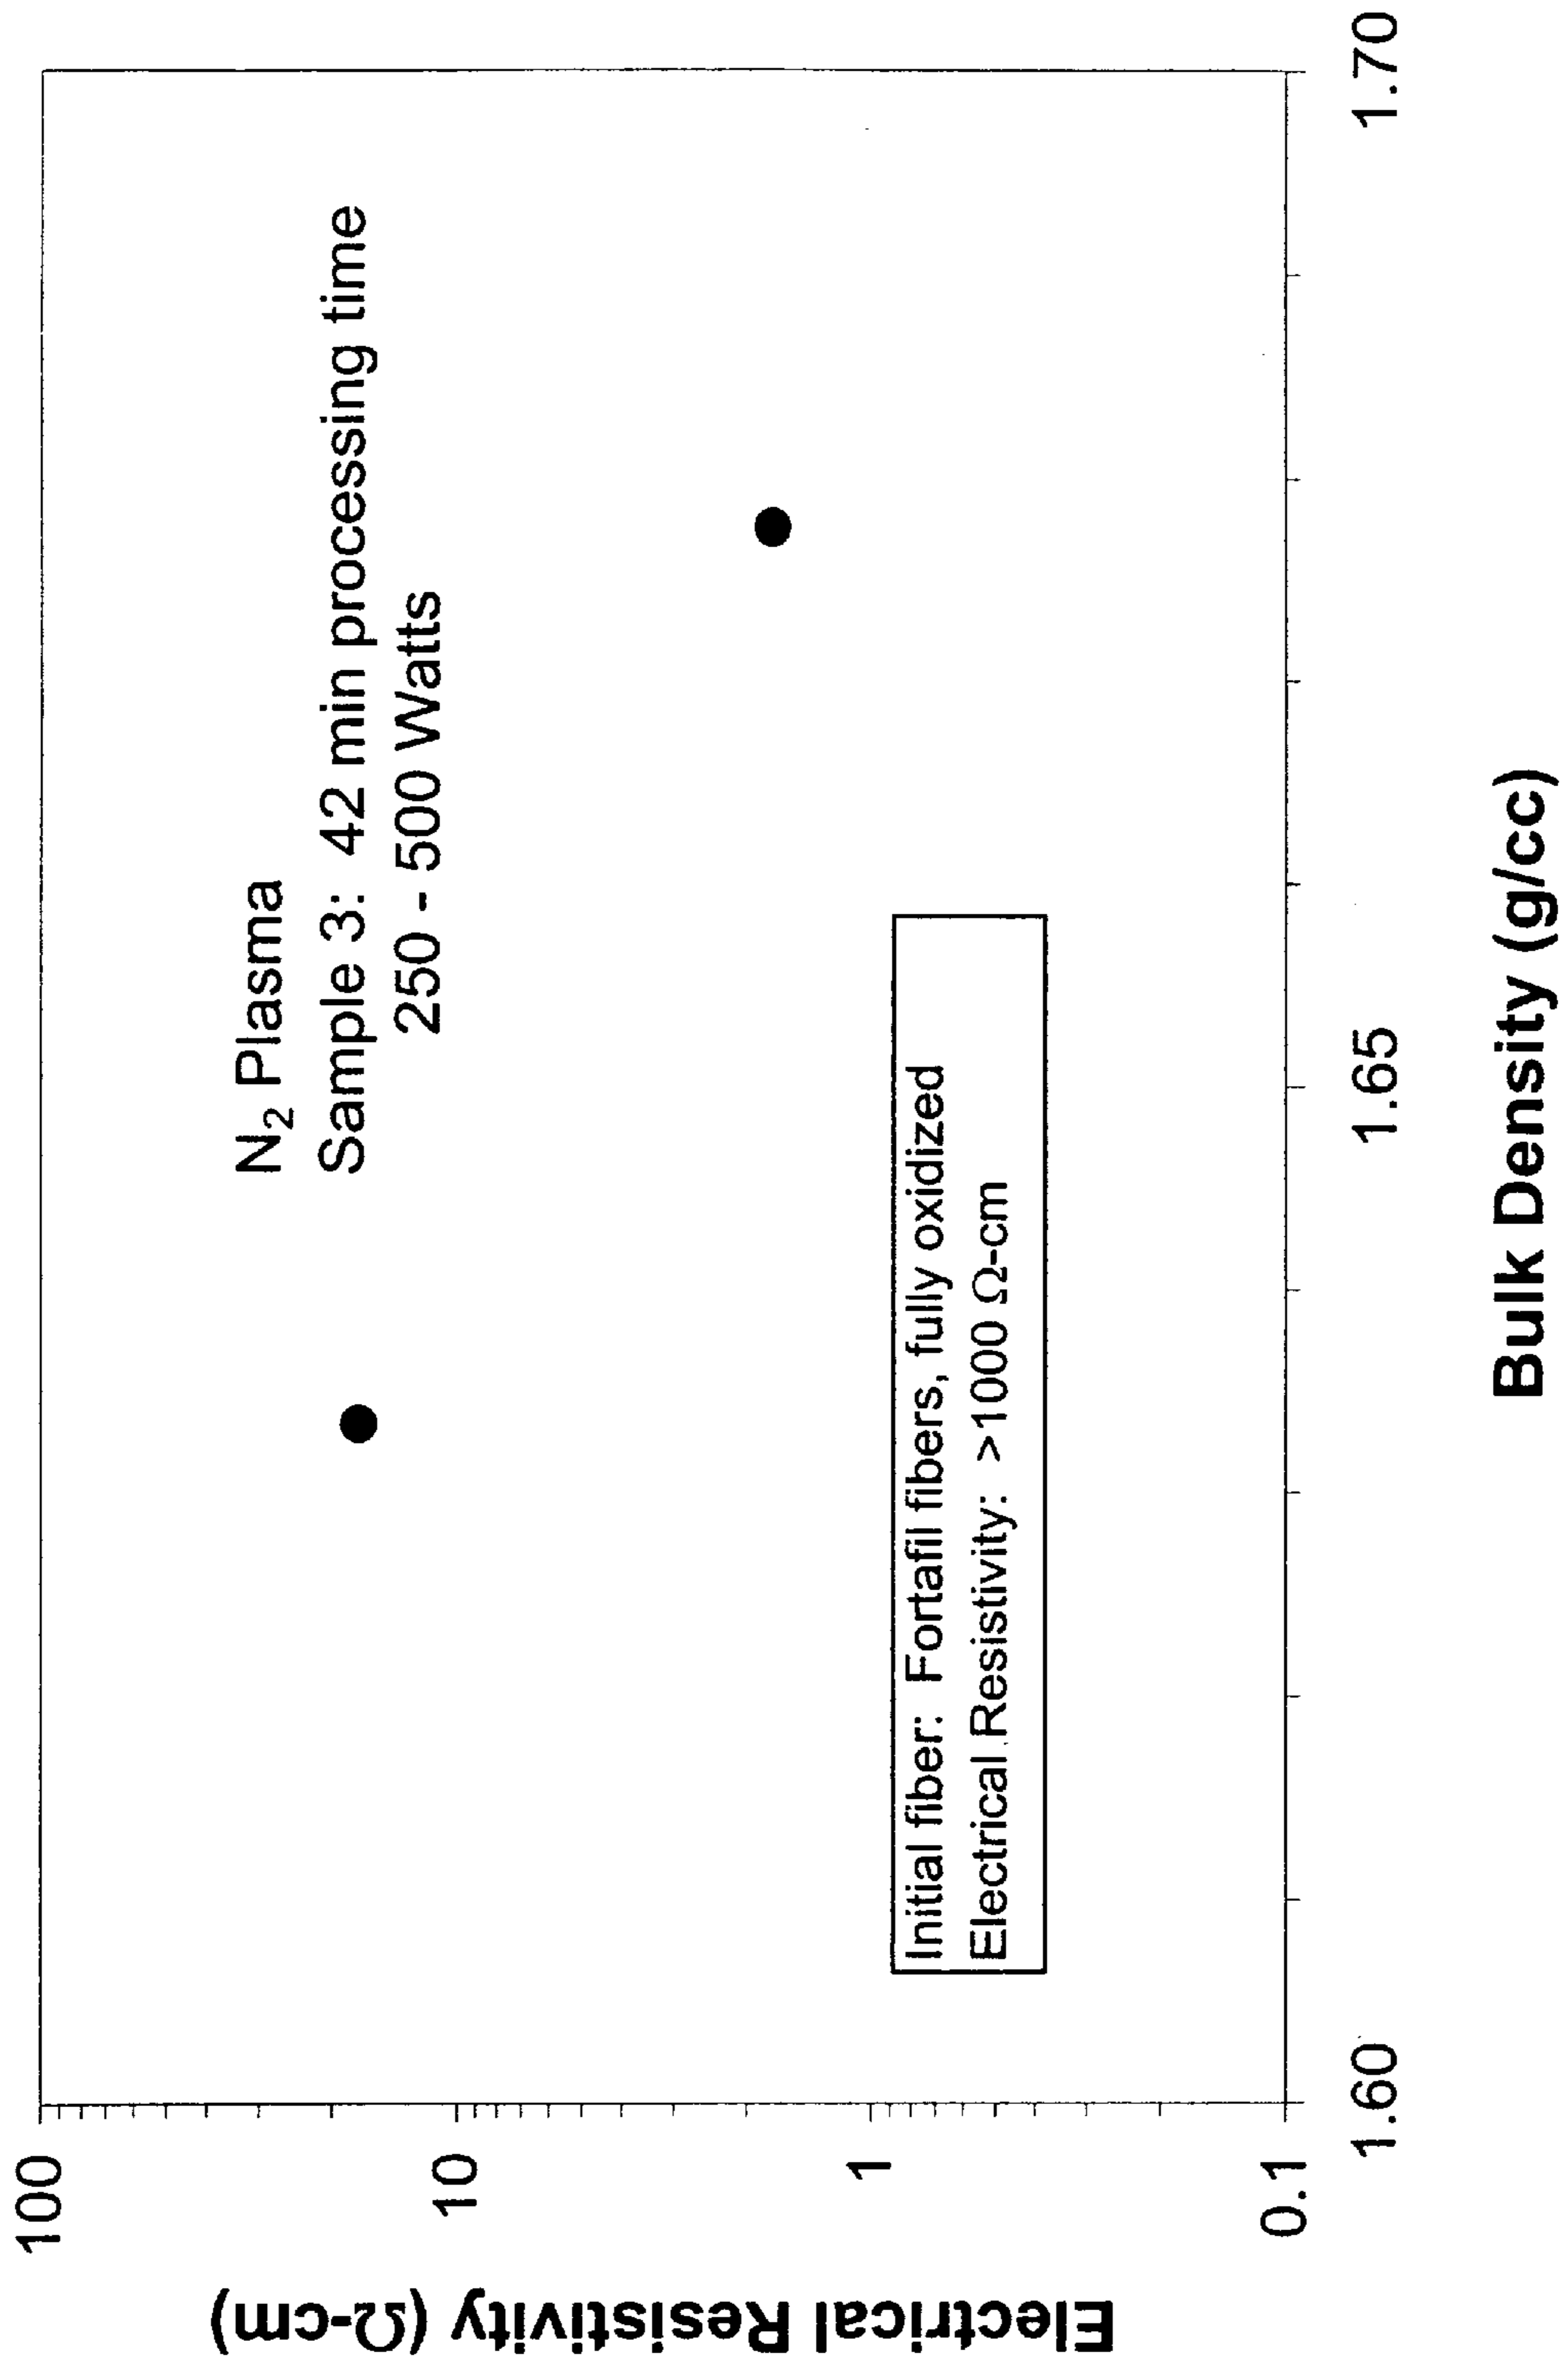 100
10
1
0.1
Electrical Resistivity (Ω-cm)
N₂ Plasma
Sample 3: 42 min processing time
250 - 500 Watts
Initial fiber: Fortafil fibers, fully oxidized
Electrical Resistivity: >1000 Ω-cm
1.60
1.65
1.70
Bulk Density (g/cc)